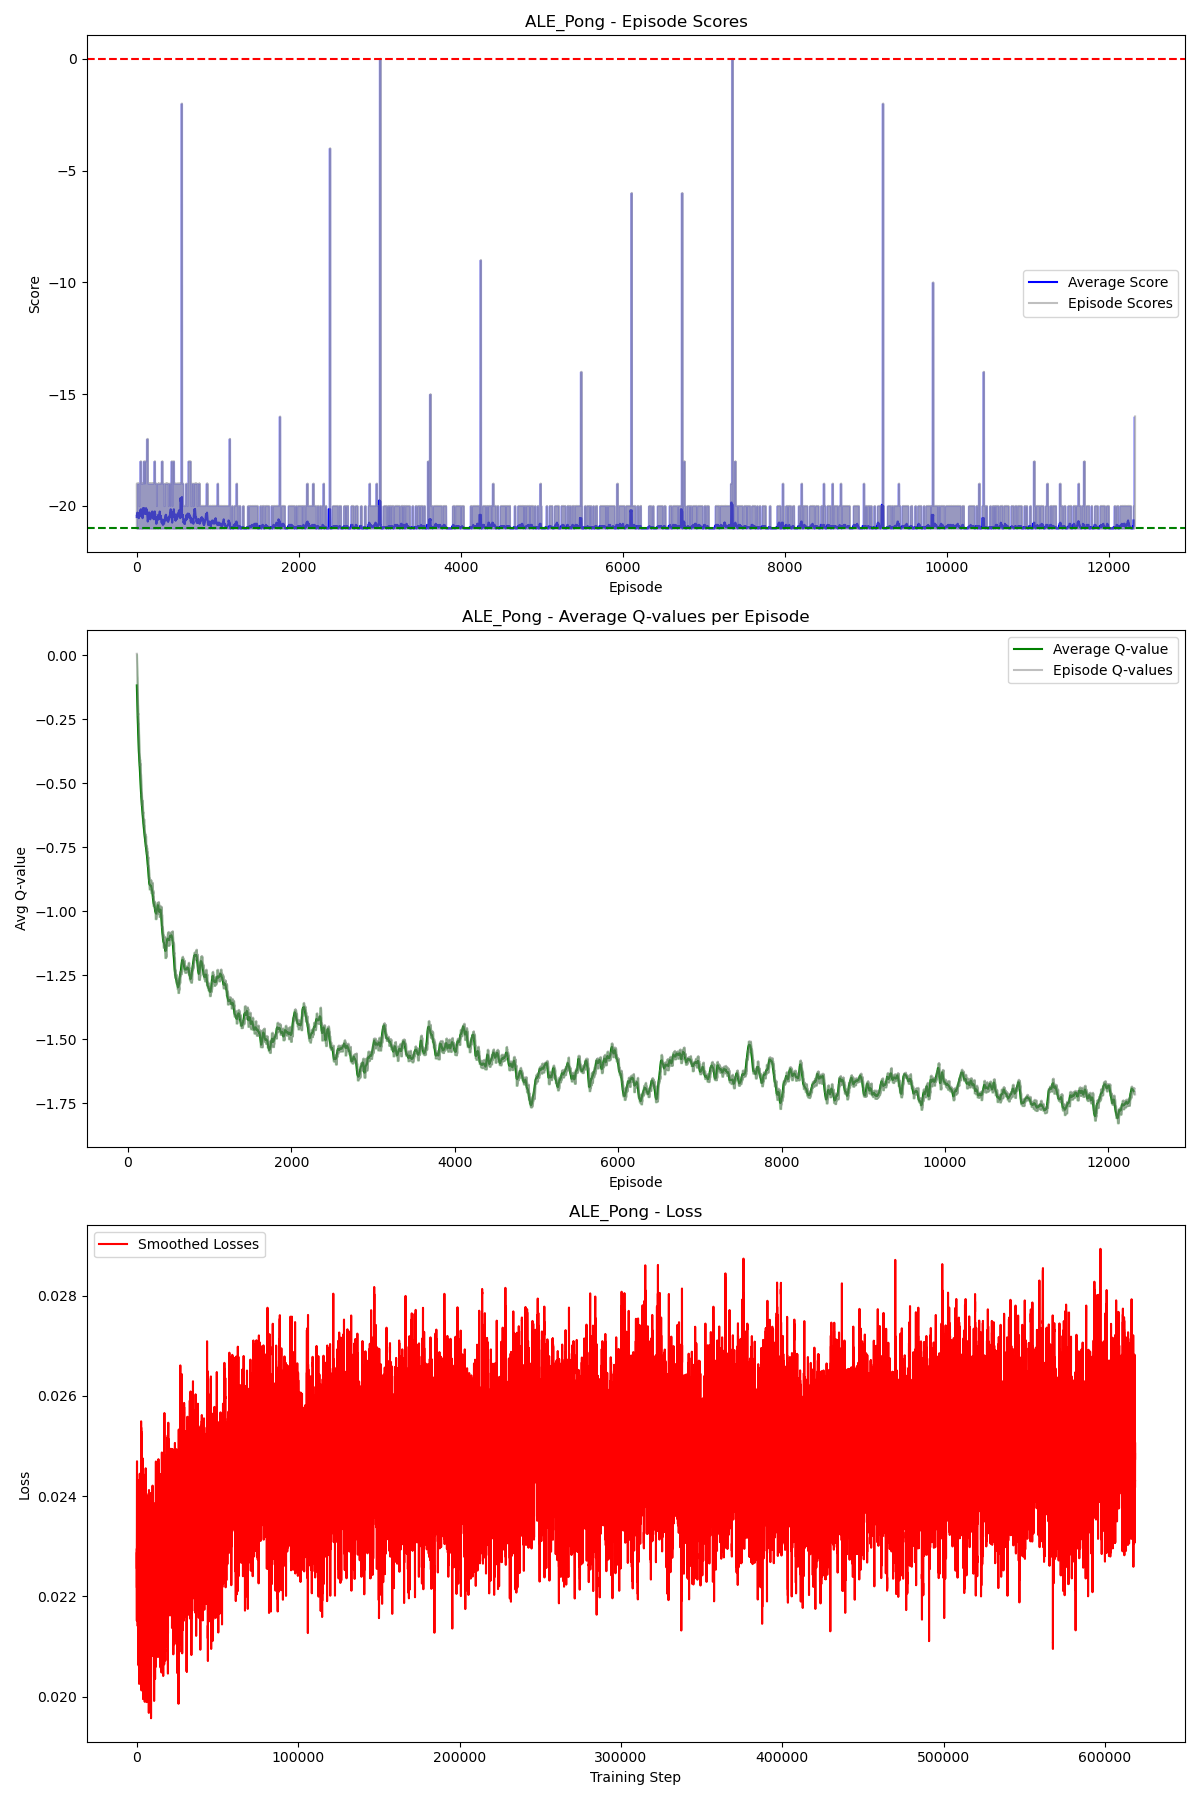 ALE_Pong - Episode Scores
0
−5
−10
−15
−20
Score
Average Score
Episode Scores
0
2000
4000
6000
8000
10000
12000
Episode
ALE_Pong - Average Q-values per Episode
0.00
−0.25
−0.50
−0.75
−1.00
−1.25
−1.50
−1.75
Avg Q-value
Average Q-value
Episode Q-values
0
2000
4000
6000
8000
10000
12000
Episode
ALE_Pong - Loss
Smoothed Losses
0.028
0.026
0.024
0.022
0.020
Loss
0
100000
200000
300000
400000
500000
600000
Training Step